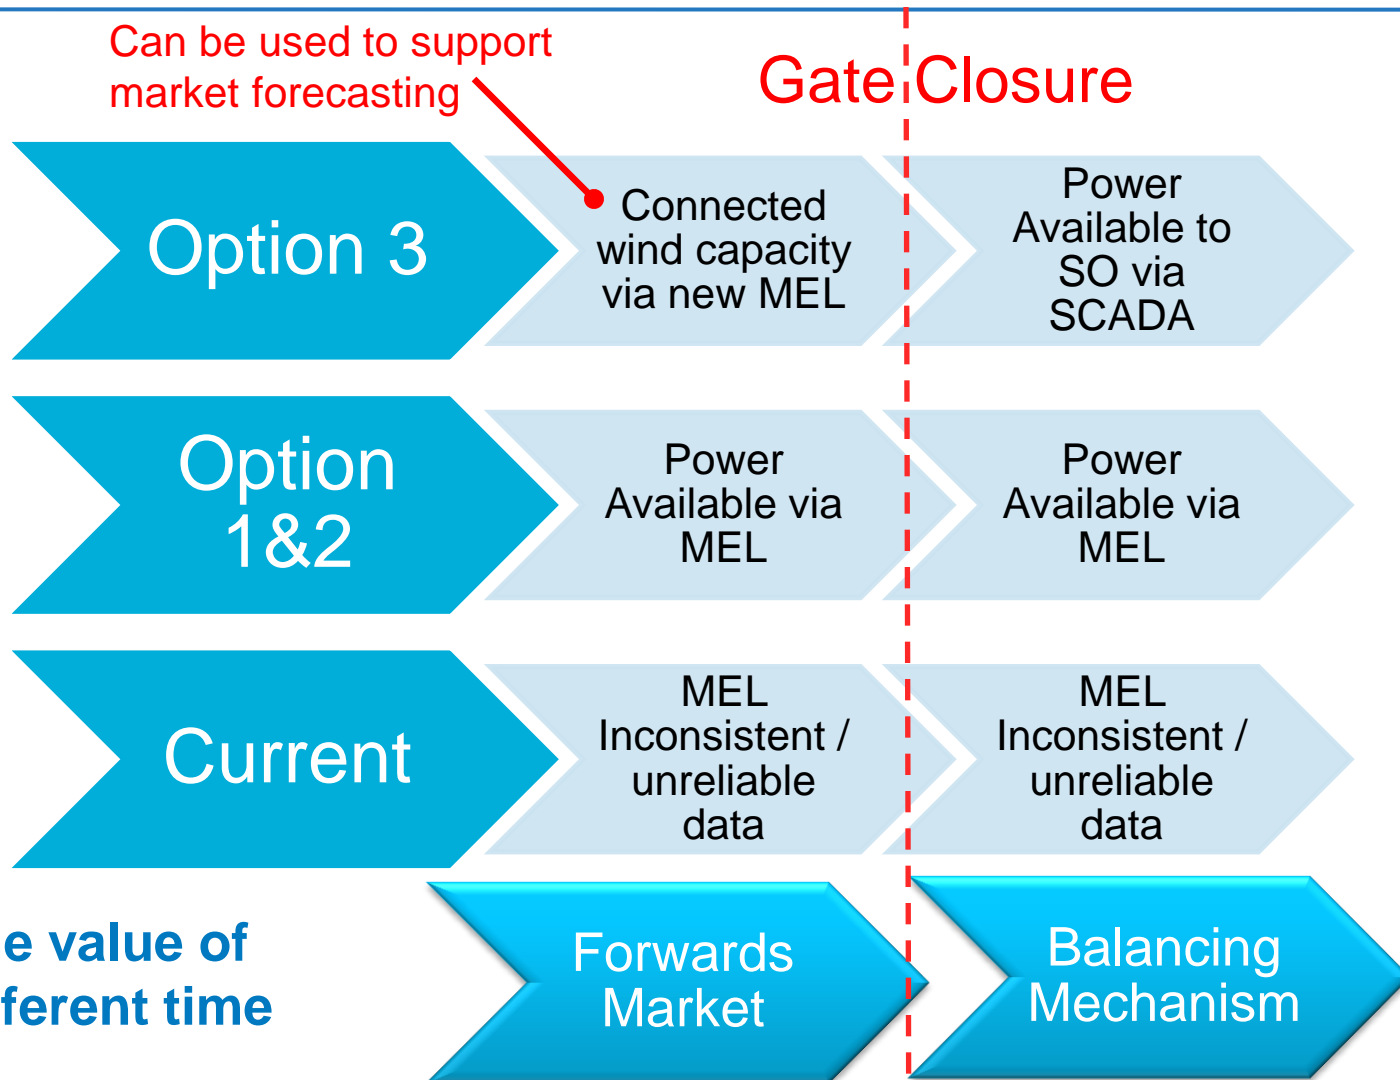 Can be used to support
market forecasting
Gate Closure
Option 3
Connected
wind capacity
via new MEL
Power
Available to
SO via
SCADA
Option
1&2
Power
Available via
MEL
Power
Available via
MEL
Current
MEL
Inconsistent /
unreliable
data
MEL
Inconsistent /
unreliable
data
e value of
fferent time
Forwards
Market
Balancing
Mechanism